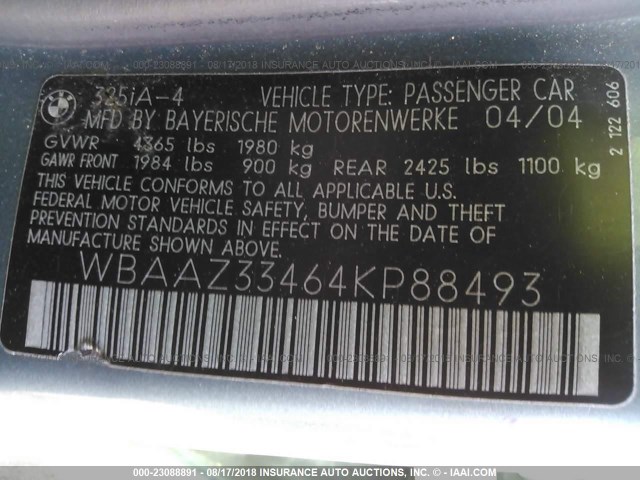 325iA-4 VEHICLE TYPE: PASSENGER CAR
MFD BY BAYERISCHE MOTORENWERKE 04/04
GVWR 4365 lbs 1980 kg
GAWR FRONT 1984 lbs 900 kg REAR 2425 lbs 1100 kg
THIS VEHICLE CONFORMS TO ALL APPLICABLE U.S.
FEDERAL MOTOR VEHICLE SAFETY, BUMPER AND THEFT
PREVENTION STANDARDS IN EFFECT ON THE DATE OF
MANUFACTURE SHOWN ABOVE.
WBAAZ33464KP88493
2 122 606
000-23088891 - 08/17/2018 INSURANCE AUTO AUCTIONS, INC. - © IAAI.COM